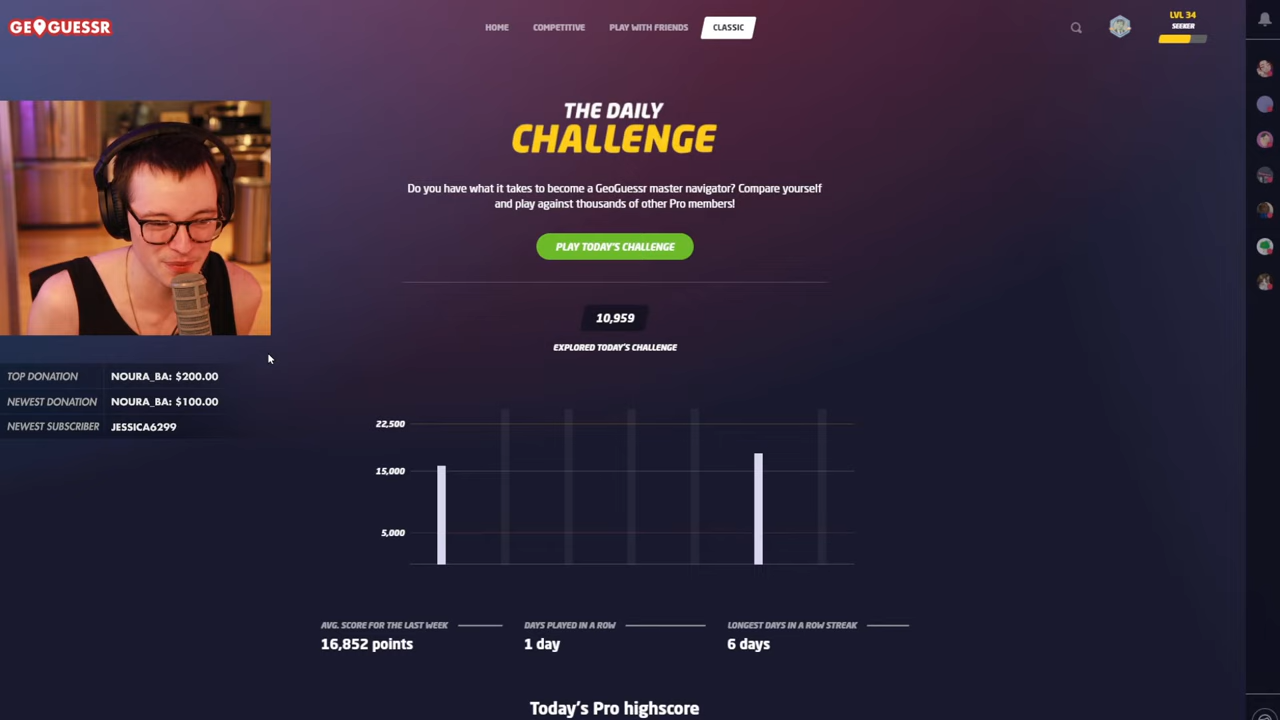 GEOGUESSR
HOME
COMPETITIVE
PLAY WITH FRIENDS
CLASSIC
LVL 34
SEEKER
THE DAILY
CHALLENGE
Do you have what it takes to become a GeoGuessr master navigator? Compare yourself
and play against thousands of other Pro members!
PLAY TODAY'S CHALLENGE
10,959
EXPLORED TODAY'S CHALLENGE
TOP DONATION NOURA_BA: $200.00
NEWEST DONATION NOURA_BA: $100.00
NEWEST SUBSCRIBER JESSICA6299
22,500
15,000
5,000
AVG. SCORE FOR THE LAST WEEK
16,852 points
DAYS PLAYED IN A ROW
1 day
LONGEST DAYS IN A ROW STREAK
6 days
Today's Pro highscore